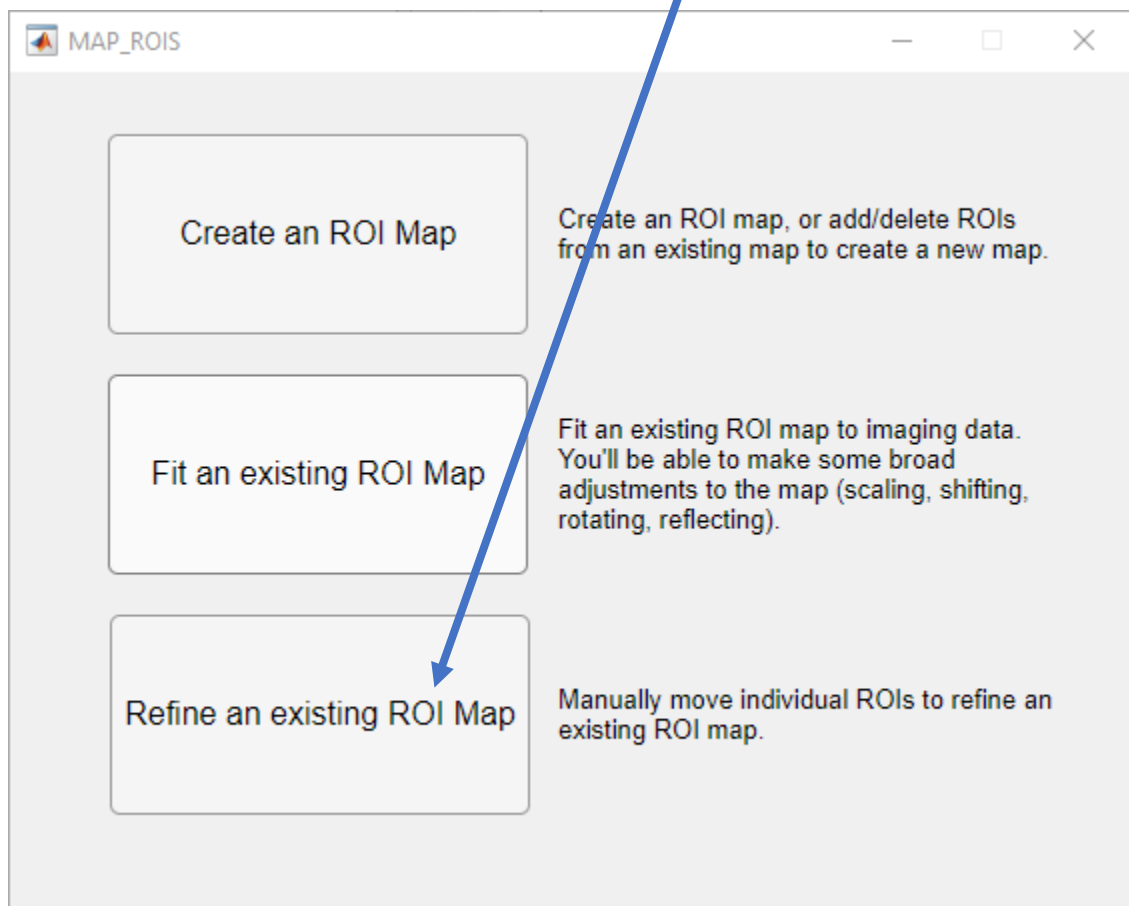 MAP_ROIS
Create an ROI Map
Create an ROI map, or add/delete ROIs
from an existing map to create a new map.
Fit an existing ROI Map
Fit an existing ROI map to imaging data.
You'll be able to make some broad
adjustments to the map (scaling, shifting,
rotating, reflecting).
Refine an existing ROI Map
Manually move individual ROIs to refine an
existing ROI map.